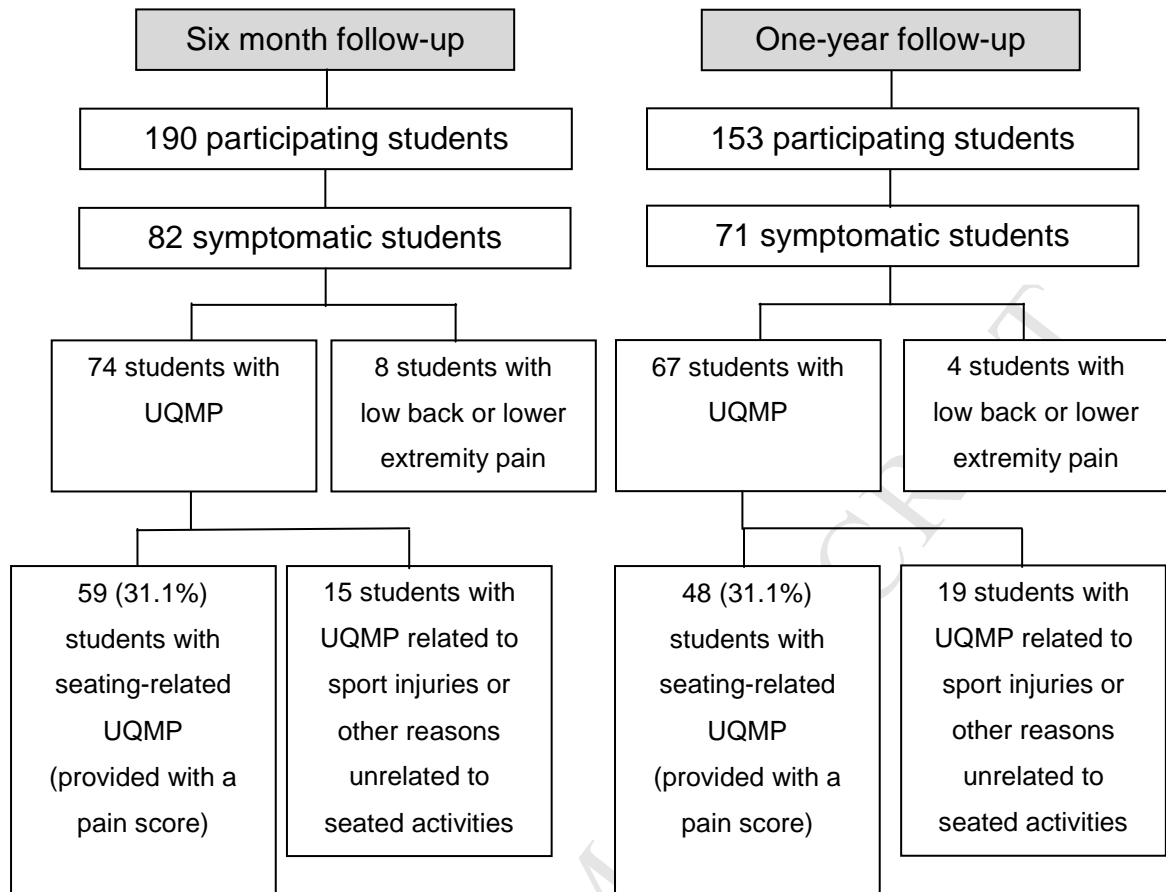 Six month follow-up
190 participating students
82 symptomatic students
74 students with
UQMP
8 students with
low back or lower
extremity pain
59 (31.1%)
students with
seating-related
UQMP
(provided with a
pain score)
15 students with
UQMP related to
sport injuries or
other reasons
unrelated to
seated activities
One-year follow-up
153 participating students
71 symptomatic students
67 students with
UQMP
4 students with
low back or lower
extremity pain
48 (31.1%)
students with
seating-related
UQMP
(provided with a
pain score)
19 students with
UQMP related to
sport injuries or
other reasons
unrelated to
seated activities